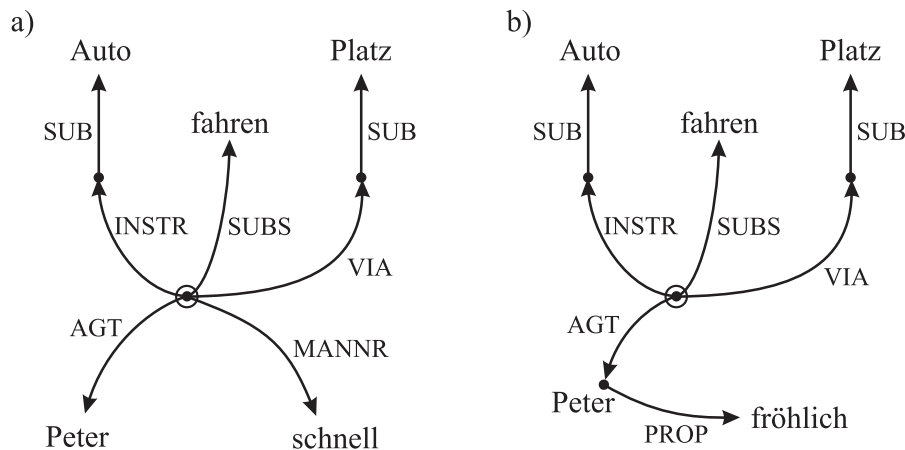 a)
Auto
Platz
SUB
fahren
SUB
INSTR
SUBS
VIA
AGT
MANNR
Peter
schnell
b)
Auto
Platz
SUB
fahren
SUB
INSTR
SUBS
VIA
AGT
Peter
PROP
fröhlich